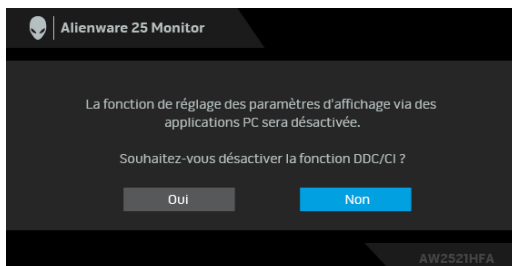 Alienware 25 Monitor
La fonction de réglage des paramètres d'affichage via des
applications PC sera désactivée.
Souhaitez-vous désactiver la fonction DDC/CI ?
Oui
Non
AW2521HFA